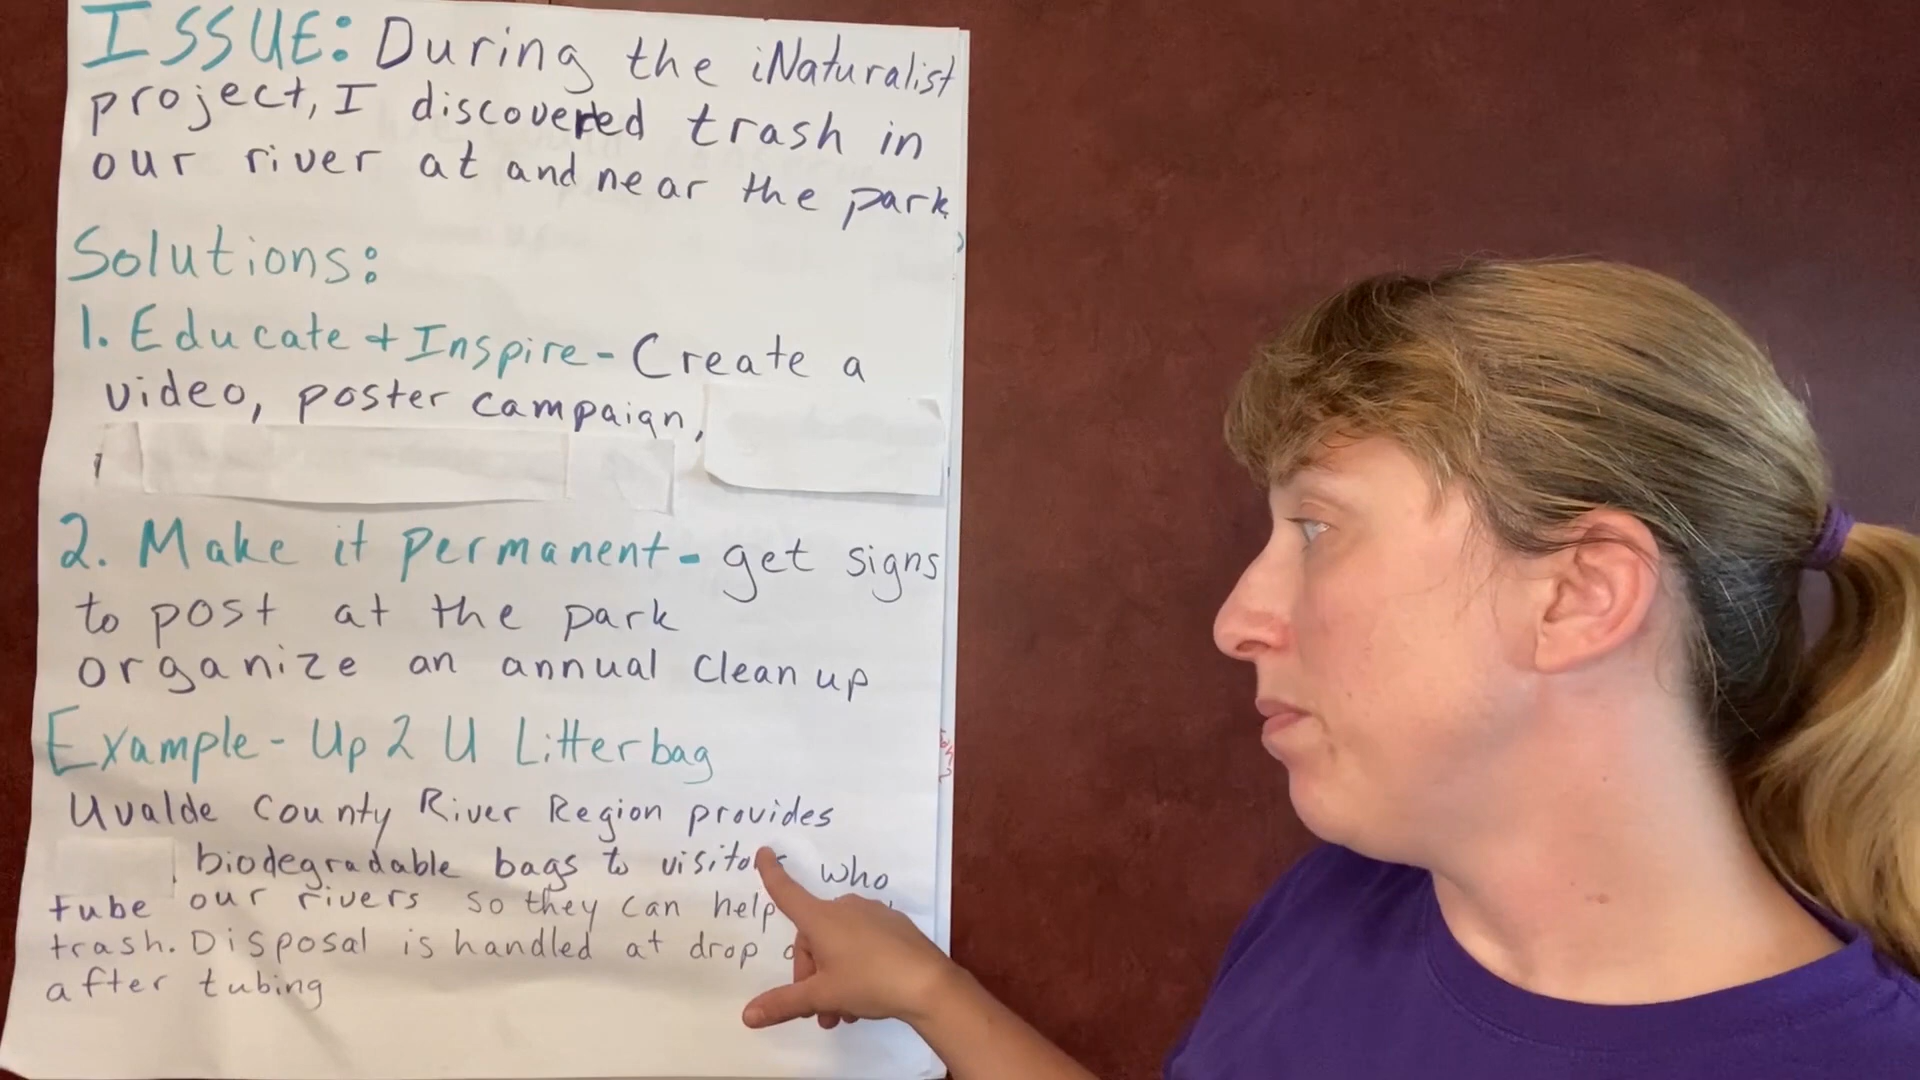 ISSUE: During the iNaturalist
project, I discovered trash in
our river at and near the park
Solutions:
1. Educate + Inspire - Create a
video, poster campaign,
2. Make it permanent - get signs
to post at the park
organize an annual clean up
Example - Up 2 U Litterbag
Uvalde County River Region provides
biodegradable bags to visitors who
tube our rivers so they can help
trash. Disposal is handled at drop
after tubing